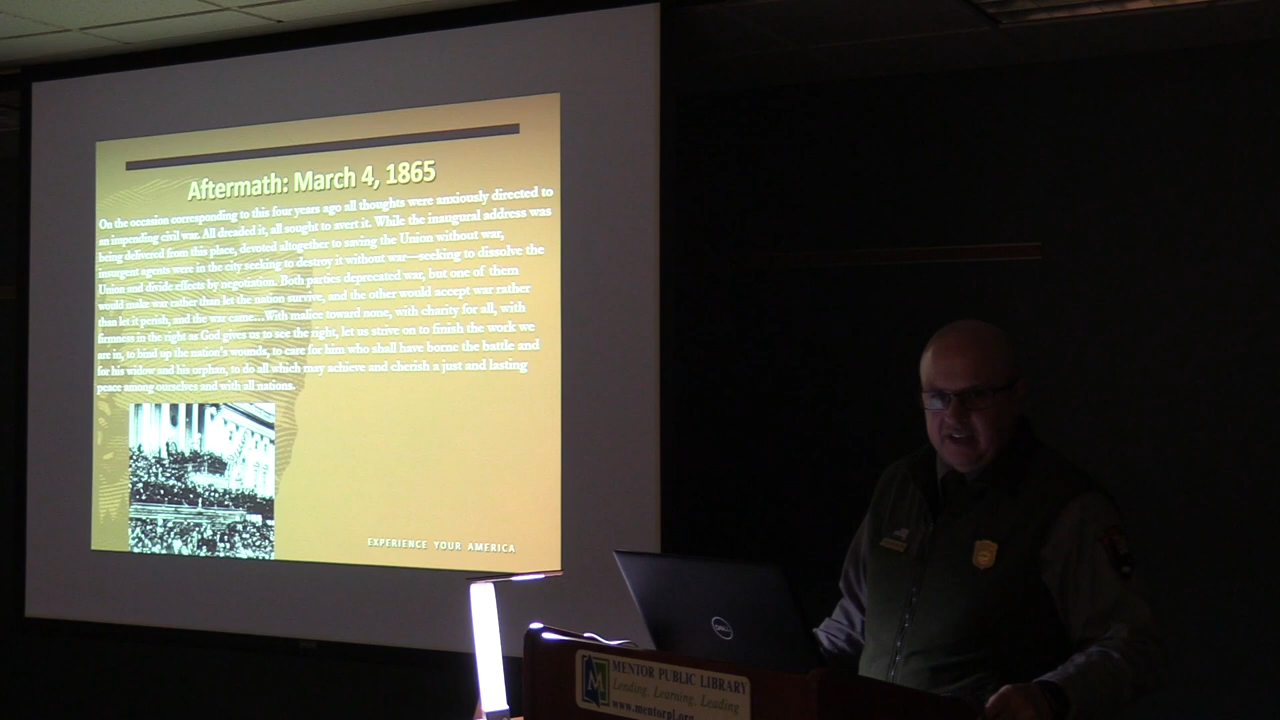 Aftermath: March 4, 1865
On the occasion corresponding to this four years ago all thoughts were anxiously directed to
an impending civil war. All dreaded it, all sought to avert it. While the inaugural address was
being delivered from this place, devoted altogether to saving the Union without war,
insurgent agents were in the city seeking to destroy it without war—seeking to dissolve the
Union and divide effects by negotiation. Both parties deprecated war, but one of them
would make war rather than let the nation survive, and the other would accept war rather
than let it perish, and the war came...With malice toward none, with charity for all, with
firmness in the right as God gives us to see the right, let us strive on to finish the work we
are in, to bind up the nation's wounds, to care for him who shall have borne the battle and
for his widow and his orphan, to do all which may achieve and cherish a just and lasting
peace among ourselves and with all nations.
EXPERIENCE YOUR AMERICA
DELL
M
MENTOR PUBLIC LIBRARY
Lending, Learning, Leading
www.mentorpl.org